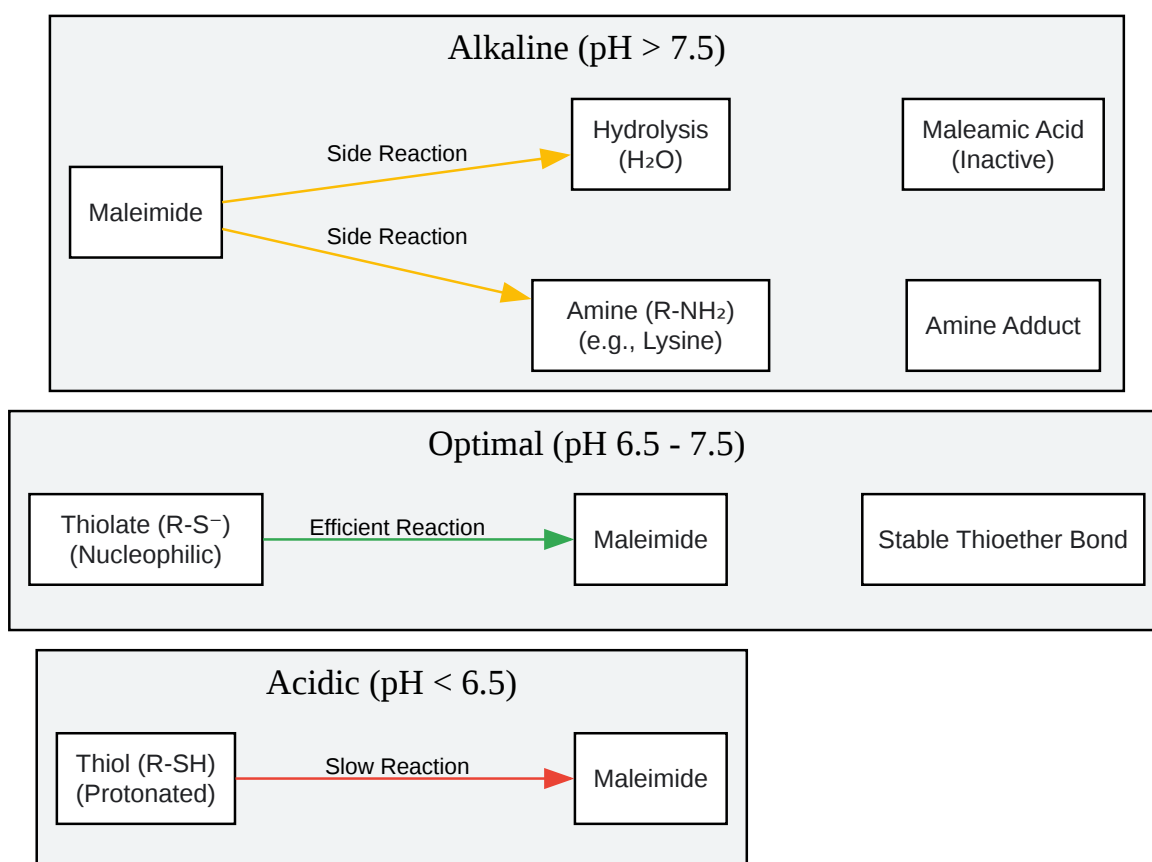 Alkaline (pH > 7.5)
Side Reaction
Hydrolysis
(H₂O)
Maleamic Acid
(Inactive)
Maleimide
Side Reaction
Amine (R-NH₂)
(e.g., Lysine)
Amine Adduct
Optimal (pH 6.5 - 7.5)
Thiolate (R-S⁻)
(Nucleophilic)
Efficient Reaction
Maleimide
Stable Thioether Bond
Acidic (pH < 6.5)
Thiol (R-SH)
(Protonated)
Slow Reaction
Maleimide